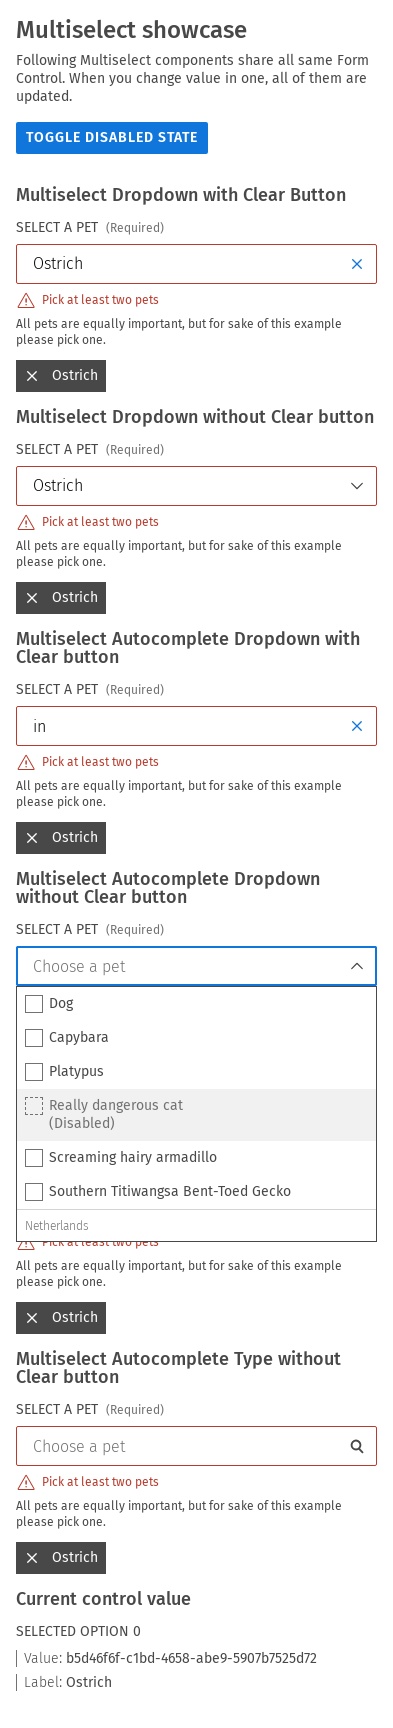 Multiselect showcase
Following Multiselect components share all same Form
Control. When you change value in one, all of them are
updated.
TOGGLE DISABLED STATE
Multiselect Dropdown with Clear Button
SELECT A PET (Required)
Ostrich
Pick at least two pets
All pets are equally important, but for sake of this example
please pick one.
Ostrich
Multiselect Dropdown without Clear button
SELECT A PET (Required)
Ostrich
Pick at least two pets
All pets are equally important, but for sake of this example
please pick one.
Ostrich
Multiselect Autocomplete Dropdown with
Clear button
SELECT A PET (Required)
in
Pick at least two pets
All pets are equally important, but for sake of this example
please pick one.
Ostrich
Multiselect Autocomplete Dropdown
without Clear button
SELECT A PET (Required)
Choose a pet
Dog
Capybara
Platypus
Really dangerous cat
(Disabled)
Screaming hairy armadillo
Southern Titiwangsa Bent-Toed Gecko
Netherlands
Pick at least two pets
All pets are equally important, but for sake of this example
please pick one.
Ostrich
Multiselect Autocomplete Type without
Clear button
SELECT A PET (Required)
Choose a pet
Pick at least two pets
All pets are equally important, but for sake of this example
please pick one.
Ostrich
Current control value
SELECTED OPTION 0
Value: b5d46f6f-c1bd-4658-abe9-5907b7525d72
Label: Ostrich